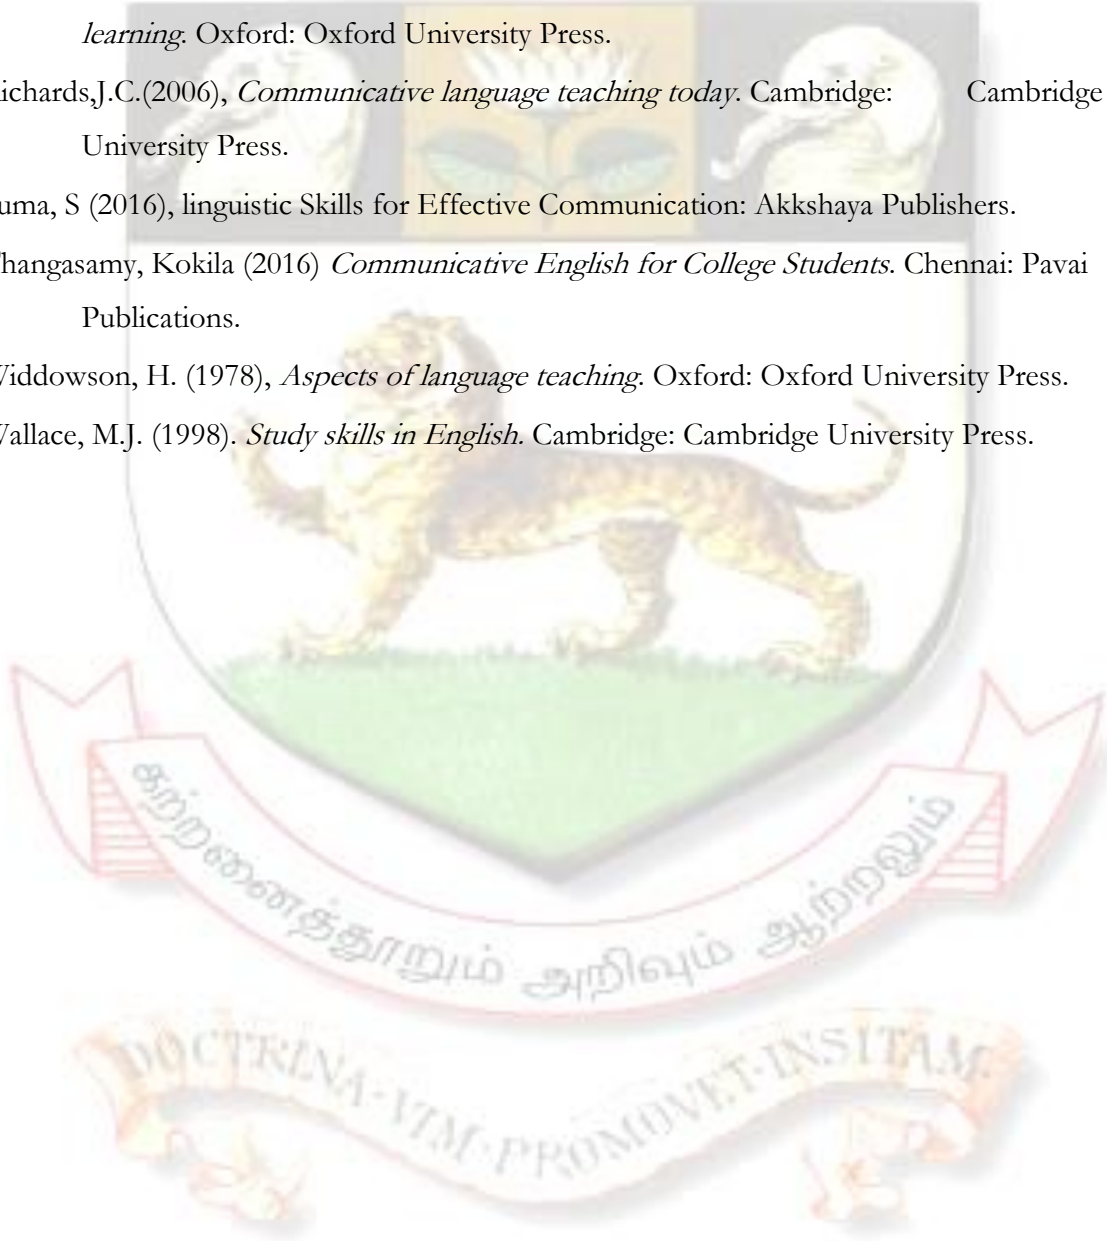 learning. Oxford: Oxford University Press.
ichards,J.C.(2006), Communicative language teaching today. Cambridge: Cambridge
University Press.
uma, S (2016), linguistic Skills for Effective Communication: Akkshaya Publishers.
hangasamy, Kokila (2016) Communicative English for College Students. Chennai: Pavai
Publications.
Widdowson, H. (1978), Aspects of language teaching. Oxford: Oxford University Press.
Wallace, M.J. (1998). Study skills in English. Cambridge: Cambridge University Press.
கற்றனைத்தூறும் அறிவும் ஆற்றலும்
DOCTRINA·VIM·PROMOVET·INSITAM